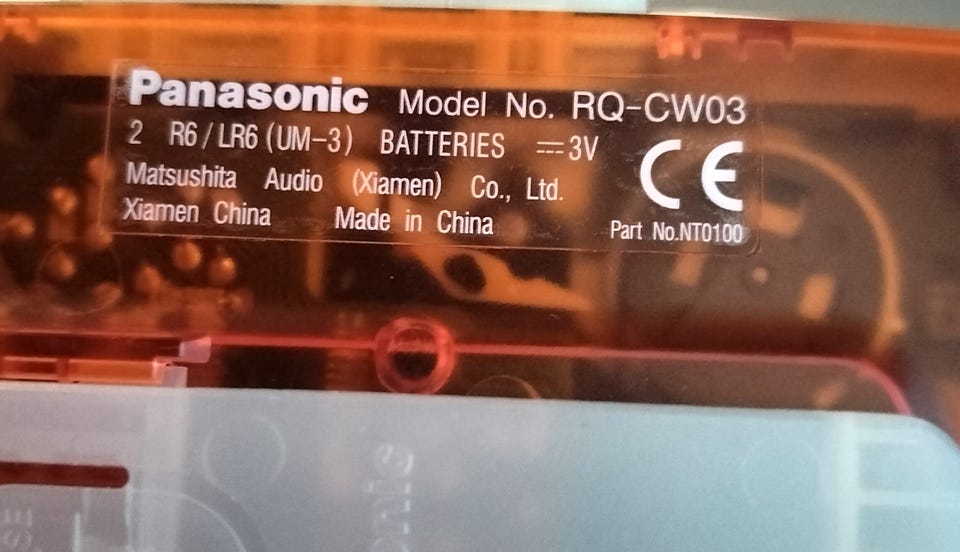 Panasonic Model No. RQ-CW03
2 R6/LR6 (UM-3) BATTERIES ⎓ 3V
CE
Matsushita Audio (Xiamen) Co., Ltd.
Xiamen China Made in China
Part No.NT0100